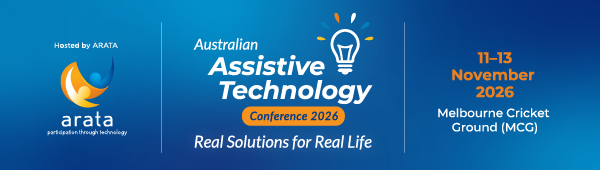 Hosted by ARATA
arata
participation through technology
Australian
Assistive
Technology
Conference 2026
Real Solutions for Real Life
11–13
November
2026
Melbourne Cricket
Ground (MCG)